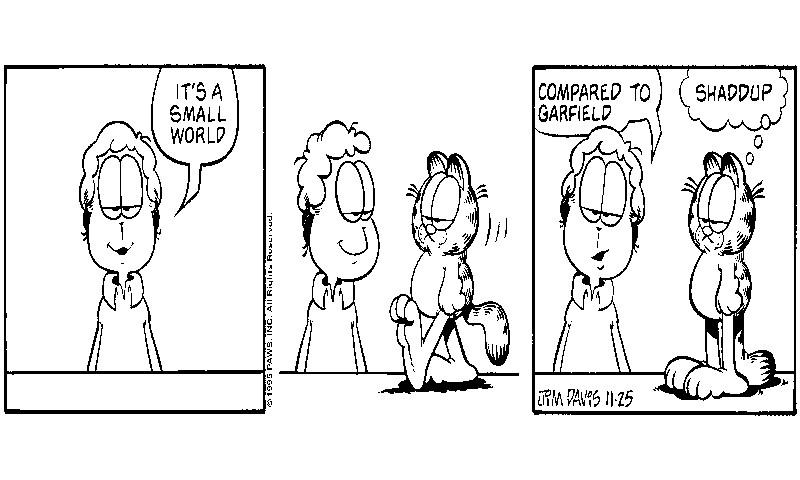 IT'S A
SMALL
WORLD
© 1995 PAWS, INC. All Rights Reserved.
COMPARED TO
GARFIELD
SHADDUP
JIM DAVIS 11·25